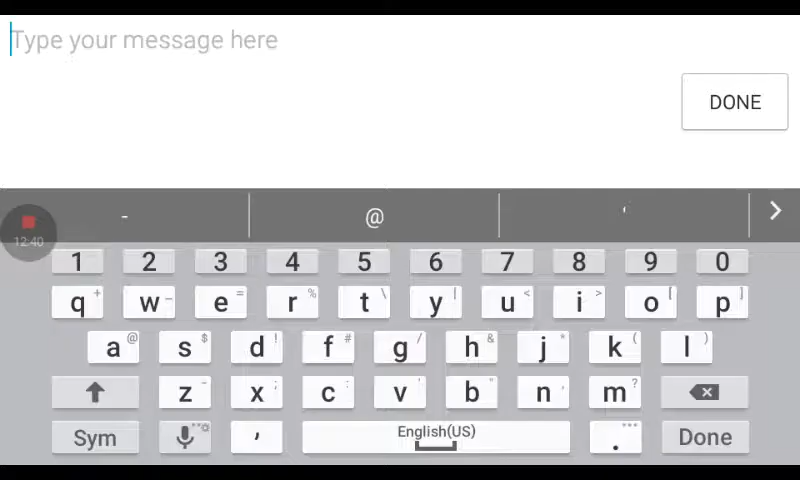 Type your message here
DONE
- @ '
12:40
1 2 3 4 5 6 7 8 9 0
q + w _ e = r % t \ y | u < i > o [ p ]
a @ s $ d ! f # g / h & j * k ( l )
z - x ; c : v ' b " n , m ?
Sym , English(US) . Done